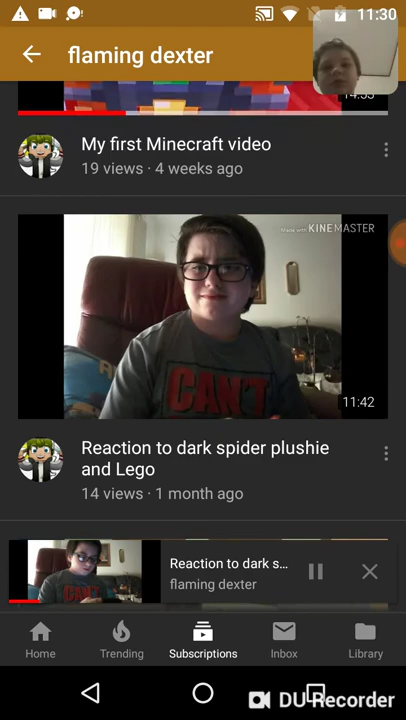 11:30
flaming dexter
14:33
My first Minecraft video
19 views · 4 weeks ago
Made with KINEMASTER
CAN'T
11:42
Reaction to dark spider plushie
and Lego
14 views · 1 month ago
Reaction to dark s...
flaming dexter
Home Trending Subscriptions Inbox Library
DU Recorder